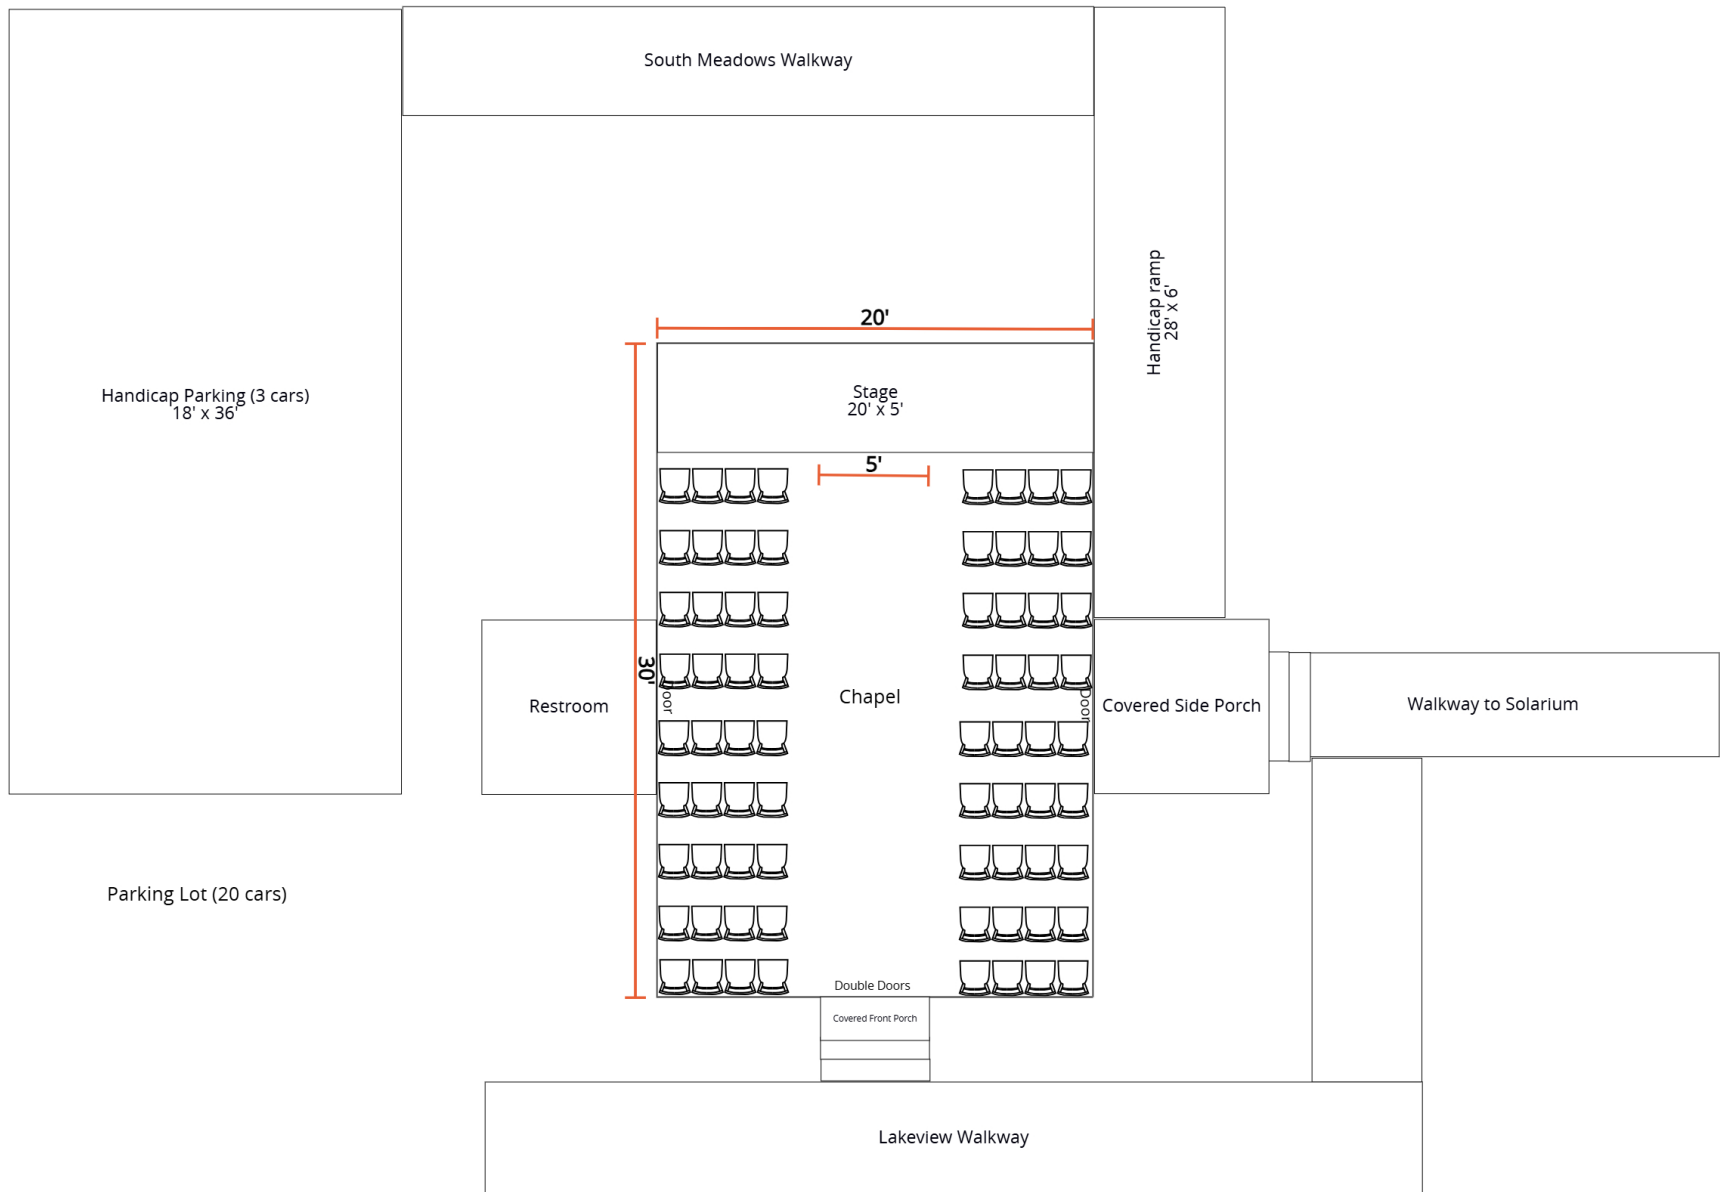 South Meadows Walkway
Handicap ramp
28' x 6'
20'
Handicap Parking (3 cars)
18' x 36'
Stage
20' x 5'
5'
30'
Door
Door
Restroom
Chapel
Covered Side Porch
Walkway to Solarium
Parking Lot (20 cars)
Double Doors
Covered Front Porch
Lakeview Walkway